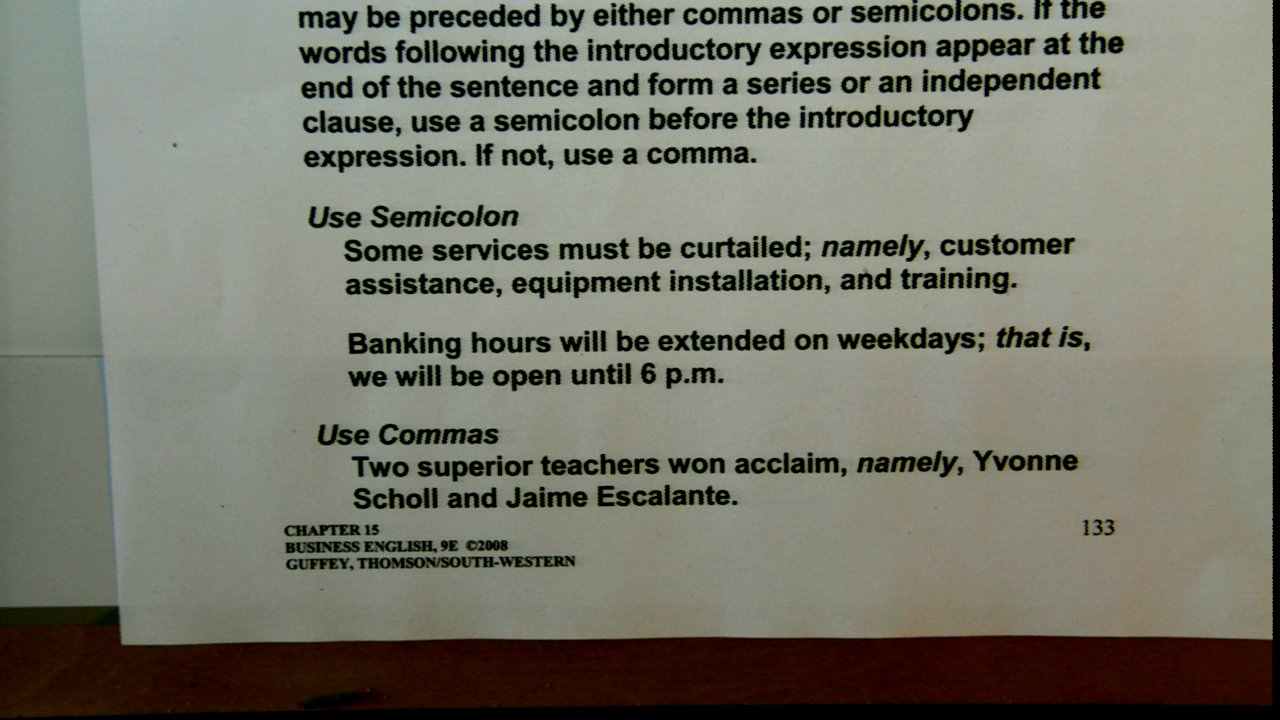 may be preceded by either commas or semicolons. If the
words following the introductory expression appear at the
end of the sentence and form a series or an independent
clause, use a semicolon before the introductory
expression. If not, use a comma.
Use Semicolon
Some services must be curtailed; namely, customer
assistance, equipment installation, and training.
Banking hours will be extended on weekdays; that is,
we will be open until 6 p.m.
Use Commas
Two superior teachers won acclaim, namely, Yvonne
Scholl and Jaime Escalante.
CHAPTER 15
BUSINESS ENGLISH, 9E ©2008
GUFFEY, THOMSON/SOUTH-WESTERN
133